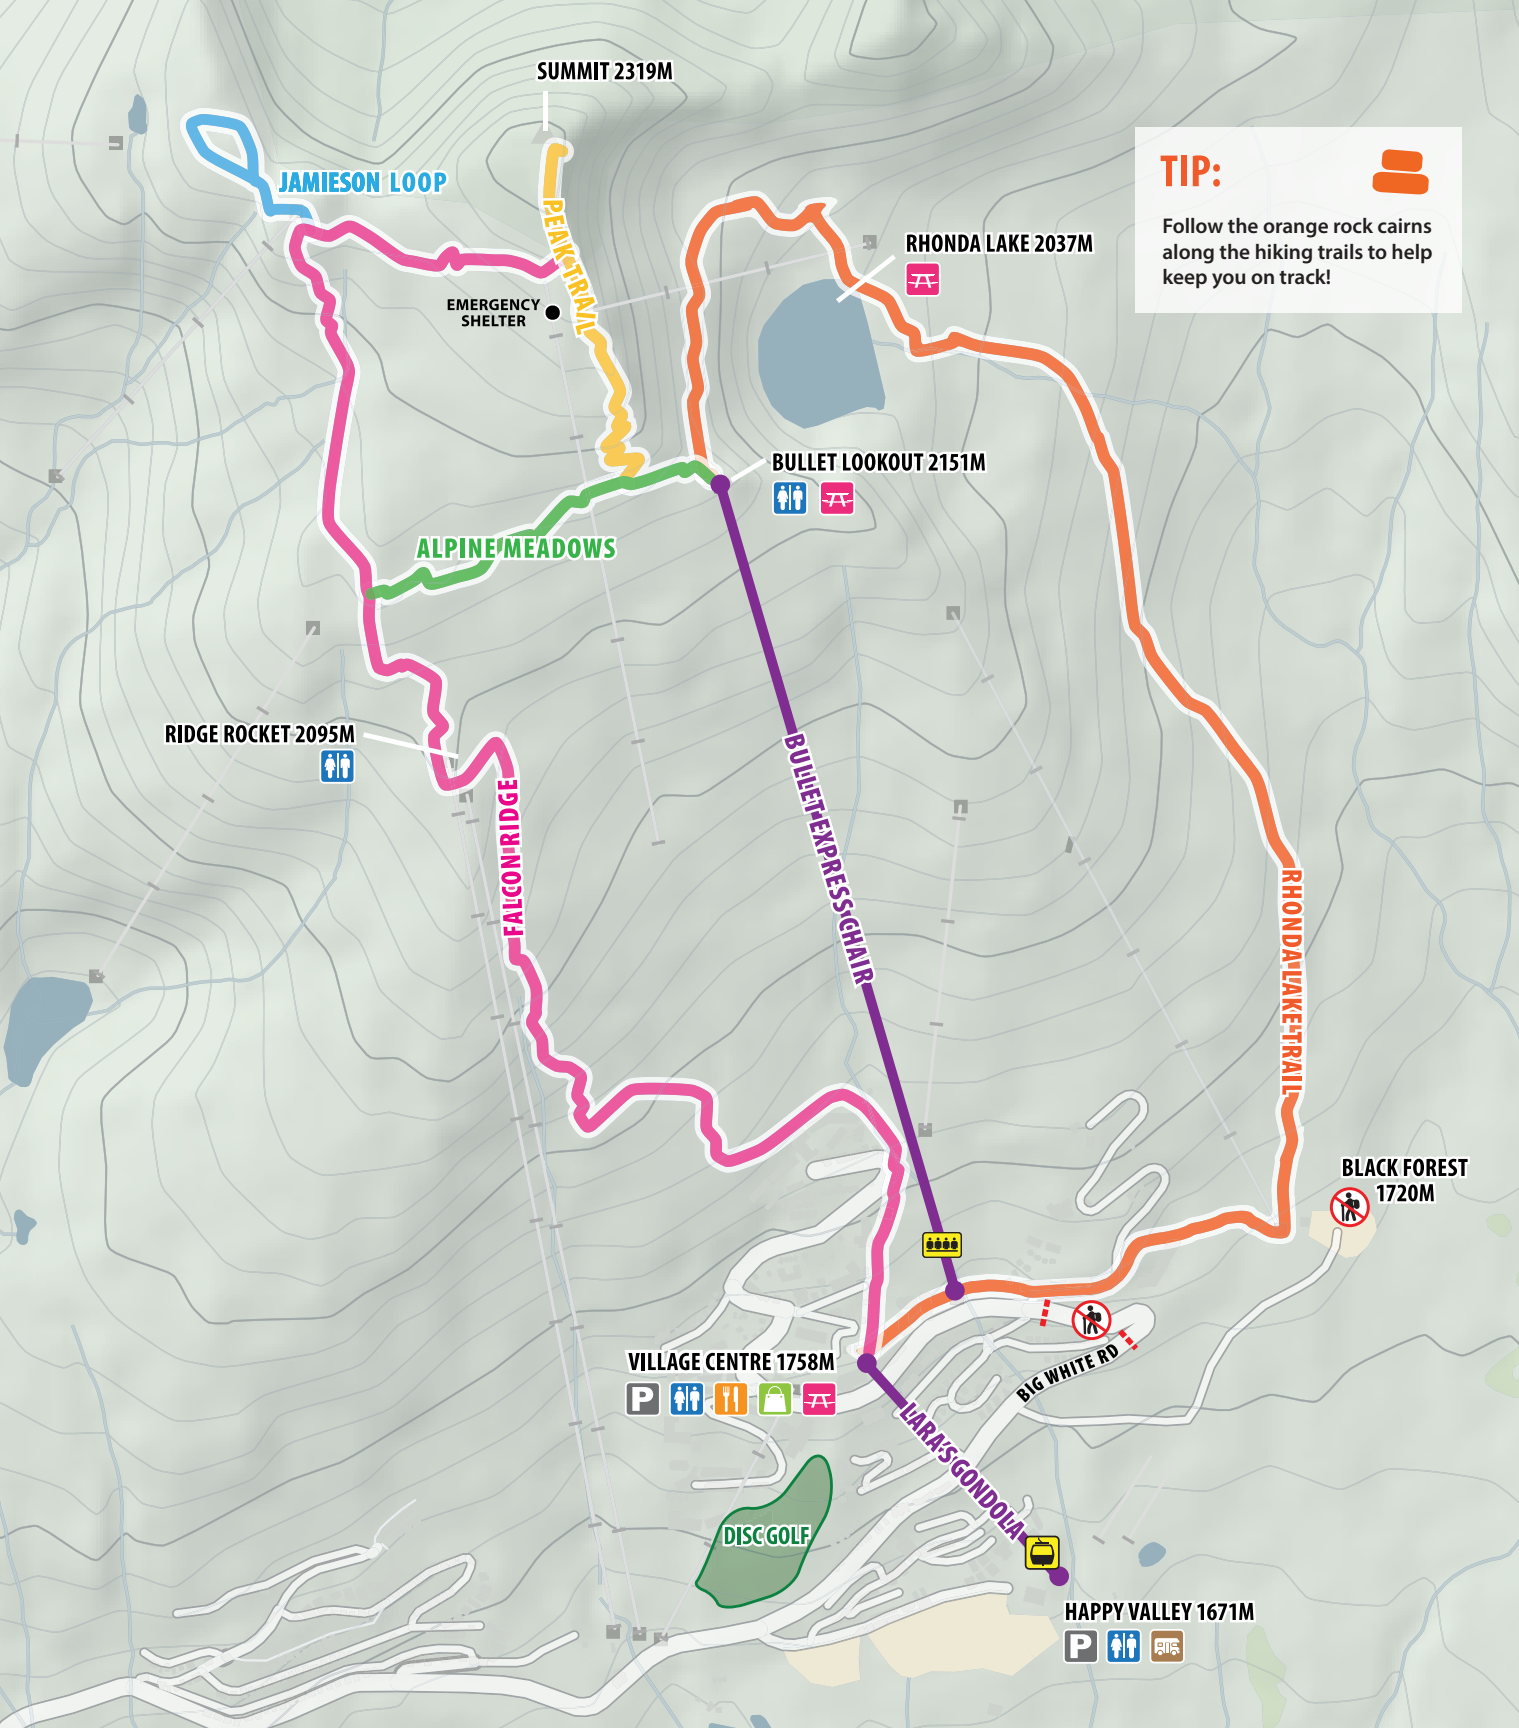 SUMMIT 2319M
JAMIESON LOOP
PEAK TRAIL
TIP:
Follow the orange rock cairns
along the hiking trails to help
keep you on track!
RHONDA LAKE 2037M
EMERGENCY
SHELTER
BULLET LOOKOUT 2151M
ALPINE MEADOWS
RIDGE ROCKET 2095M
FALCON RIDGE
BULLET EXPRESS CHAIR
RHONDA LAKE TRAIL
BLACK FOREST
1720M
VILLAGE CENTRE 1758M
P
BIG WHITE RD
LARA'S GONDOLA
DISC GOLF
HAPPY VALLEY 1671M
P